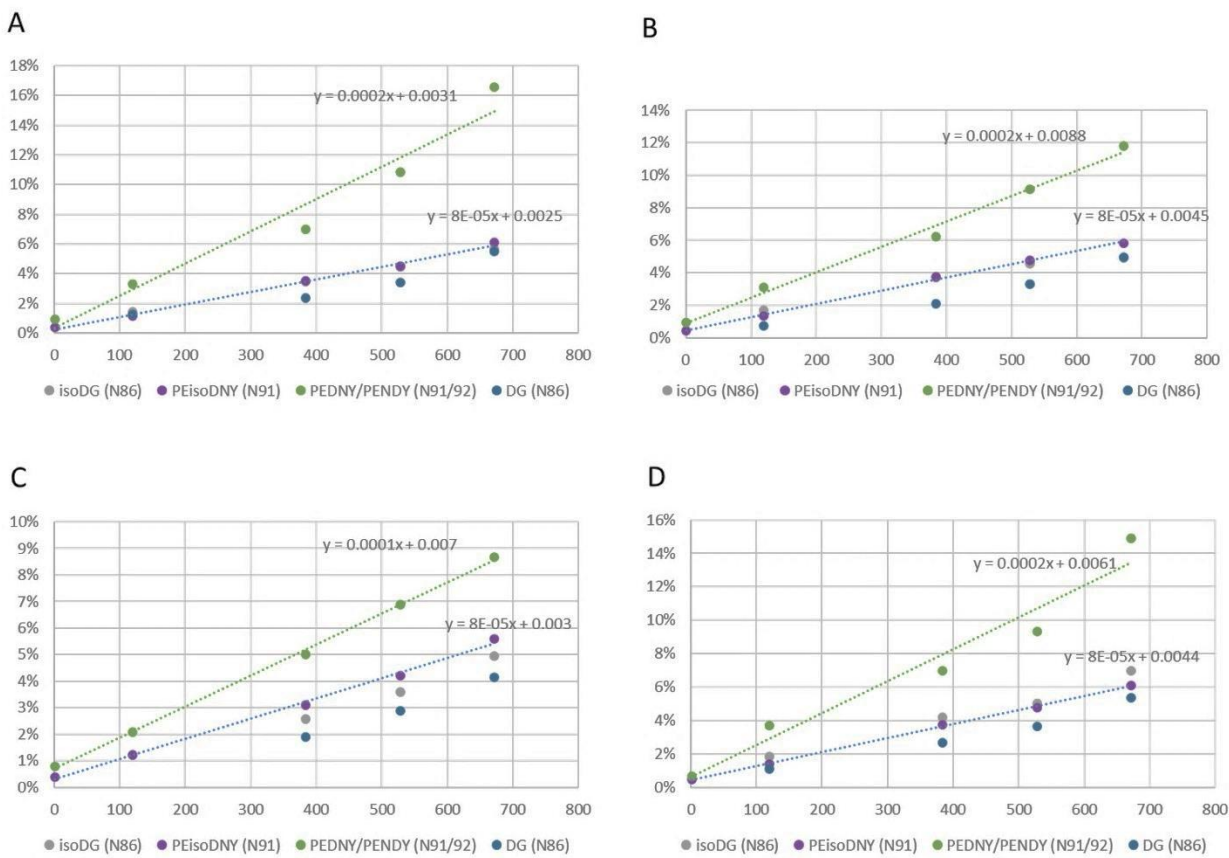 A
18%
16%
14%
12%
10%
8%
6%
4%
2%
0%
y = 0.0002x + 0.0031
y = 8E-05x + 0.0025
0 100 200 300 400 500 600 700 800
isoDG (N86) PEisoDNY (N91) PEDNY/PENDY (N91/92) DG (N86)
B
14%
12%
10%
8%
6%
4%
2%
0%
y = 0.0002x + 0.0088
y = 8E-05x + 0.0045
0 100 200 300 400 500 600 700 800
isoDG (N86) PEisoDNY (N91) PEDNY/PENDY (N91/92) DG (N86)
C
10%
9%
8%
7%
6%
5%
4%
3%
2%
1%
0%
y = 0.0001x + 0.007
y = 8E-05x + 0.003
0 100 200 300 400 500 600 700 800
isoDG (N86) PEisoDNY (N91) PEDNY/PENDY (N91/92) DG (N86)
D
16%
14%
12%
10%
8%
6%
4%
2%
0%
y = 0.0002x + 0.0061
y = 8E-05x + 0.0044
0 100 200 300 400 500 600 700 800
isoDG (N86) PEisoDNY (N91) PEDNY/PENDY (N91/92) DG (N86)